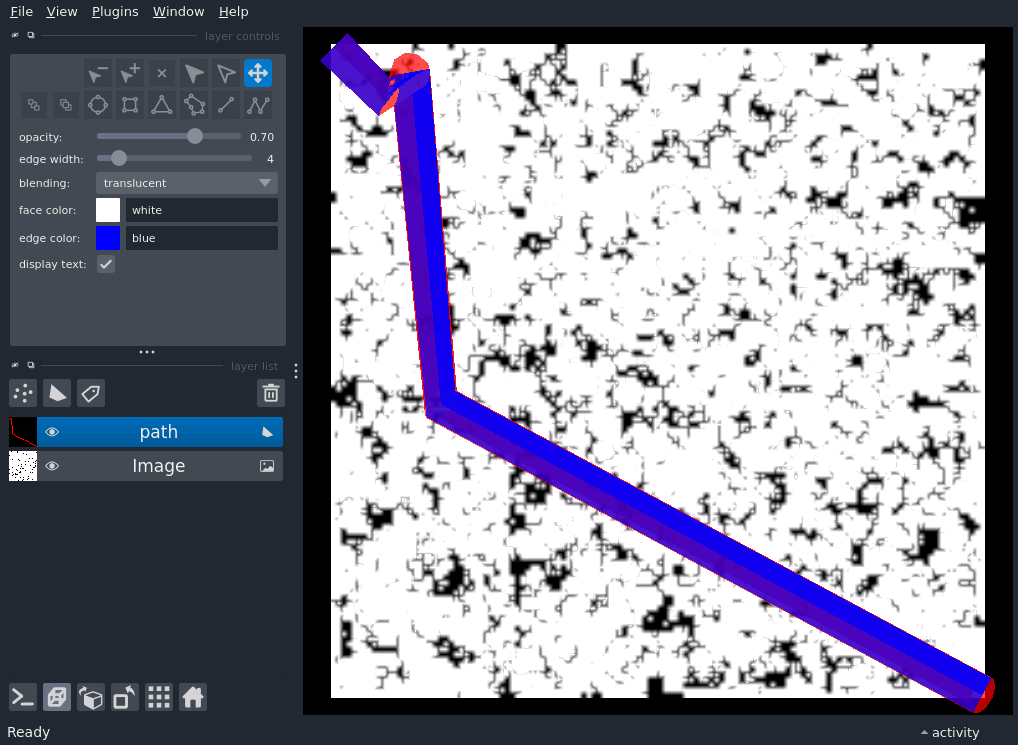 File View Plugins Window Help
layer controls
opacity: 0.70
edge width: 4
blending: translucent
face color: white
edge color: blue
display text:
layer list
path
Image
Ready
activity